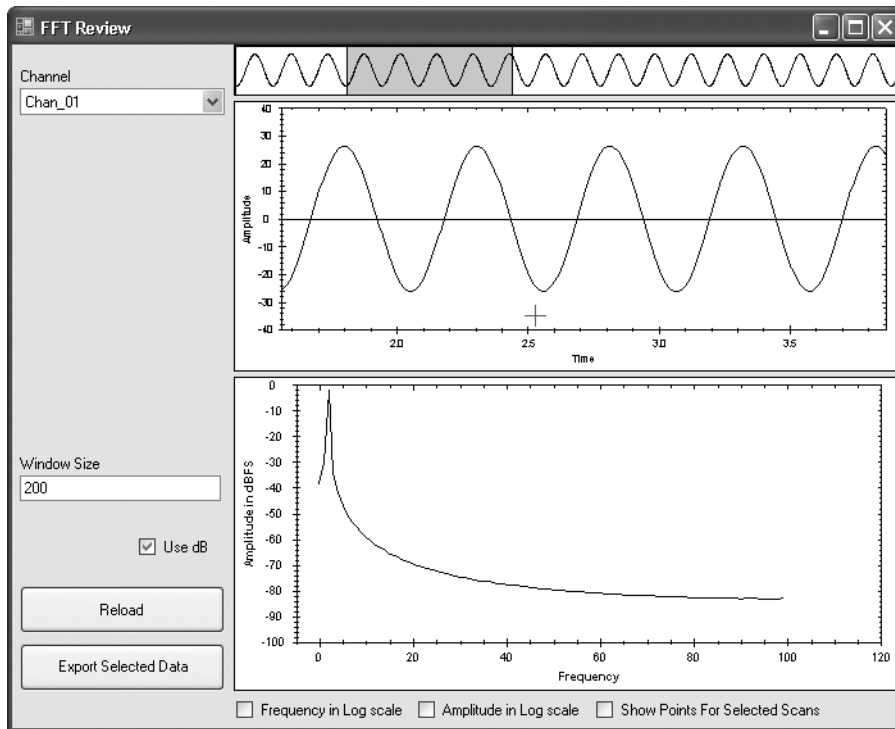 FFT Review
Channel
Chan_01
Window Size
200
Use dB
Reload
Export Selected Data
40
30
20
10
0
-10
-20
-30
-40
Amplitude
2.0 2.5 3.0 3.5
Time
0
-10
-20
-30
-40
-50
-60
-70
-80
-90
-100
Amplitude in dBFS
0 20 40 60 80 100 120
Frequency
Frequency in Log scale Amplitude in Log scale Show Points For Selected Scans